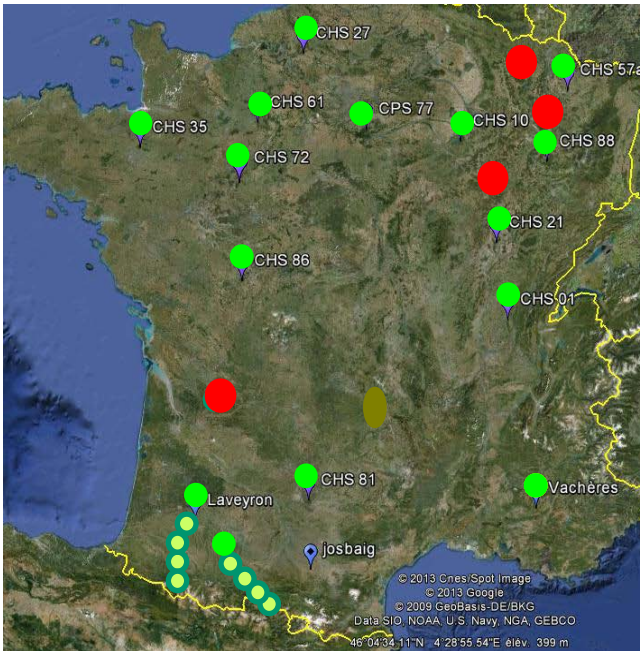 CHS 27
CHS 57a
CHS 61
CPS 77
CHS 10
CHS 35
CHS 88
CHS 72
CHS 21
CHS 86
CHS 01
CHS 81
Vachères
Laveyron
josbaig
© 2013 Cnes/Spot Image
© 2013 Google
© 2009 GeoBasis-DE/BKG
Data SIO, NOAA, U.S. Navy, NGA, GEBCO
46°04'34.11"N 4°28'55.54"E élév. 399 m